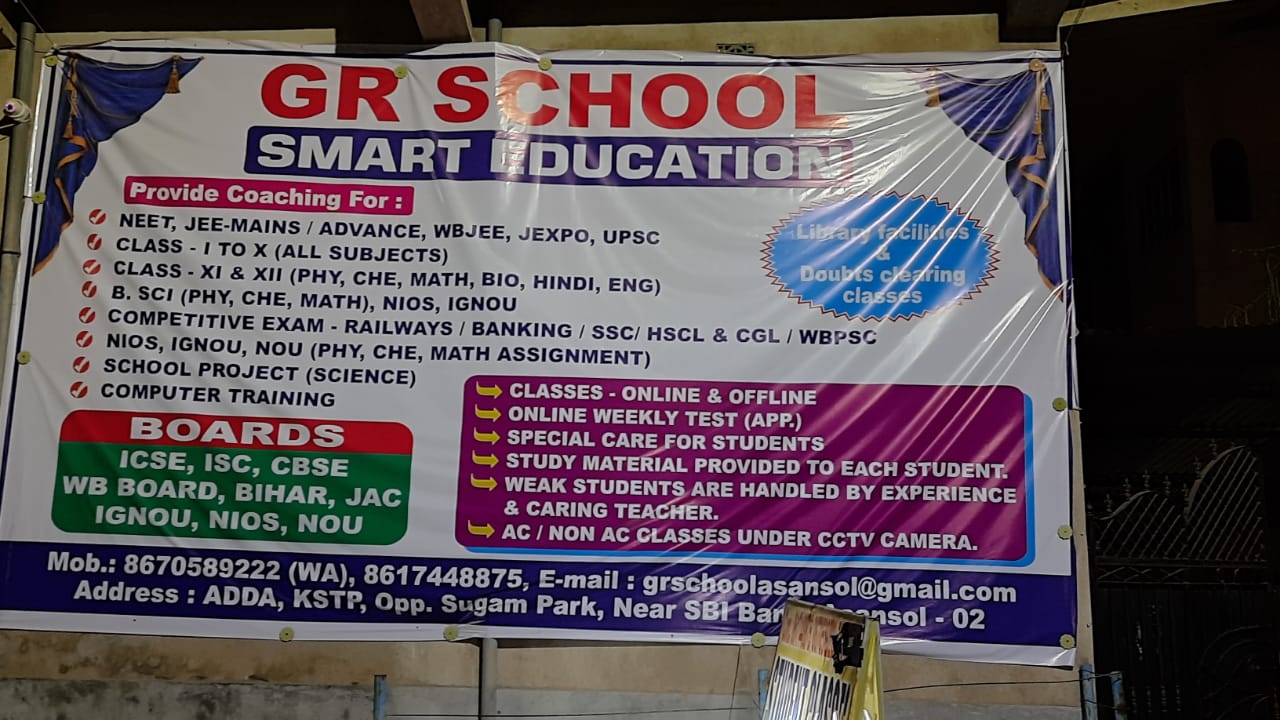 GR SCHOOL
SMART EDUCATION
Provide Coaching For :
NEET, JEE-MAINS / ADVANCE, WBJEE, JEXPO, UPSC
CLASS - I TO X (ALL SUBJECTS)
CLASS - XI & XII (PHY, CHE, MATH, BIO, HINDI, ENG)
B. SCI (PHY, CHE, MATH), NIOS, IGNOU
COMPETITIVE EXAM - RAILWAYS / BANKING / SSC/ HSCL & CGL / WBPSC
NIOS, IGNOU, NOU (PHY, CHE, MATH ASSIGNMENT)
SCHOOL PROJECT (SCIENCE)
COMPUTER TRAINING
Library facilities
&
Doubts clearing
classes
BOARDS
ICSE, ISC, CBSE
WB BOARD, BIHAR, JAC
IGNOU, NIOS, NOU
CLASSES - ONLINE & OFFLINE
ONLINE WEEKLY TEST (APP.)
SPECIAL CARE FOR STUDENTS
STUDY MATERIAL PROVIDED TO EACH STUDENT.
WEAK STUDENTS ARE HANDLED BY EXPERIENCE
& CARING TEACHER.
AC / NON AC CLASSES UNDER CCTV CAMERA.
Mob.: 8670589222 (WA), 8617448875, E-mail : grschoolasansol@gmail.com
Address : ADDA, KSTP, Opp. Sugam Park, Near SBI - 02